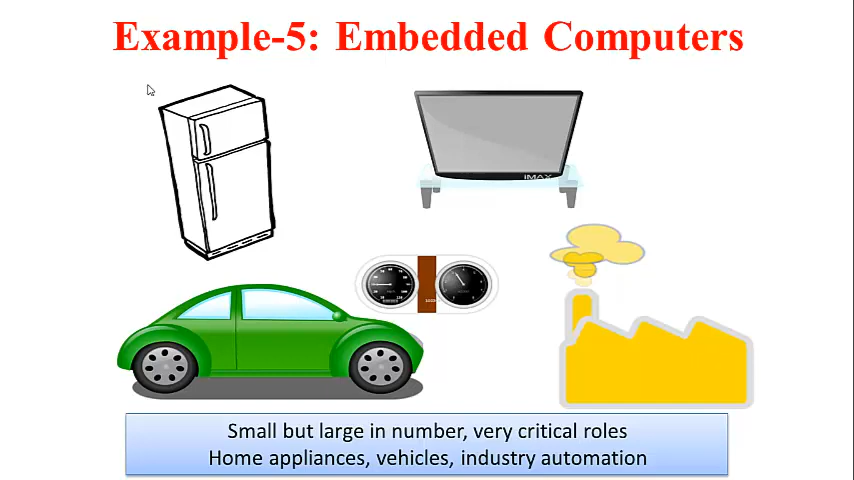 Example-5: Embedded Computers
IMAX
Small but large in number, very critical roles
Home appliances, vehicles, industry automation